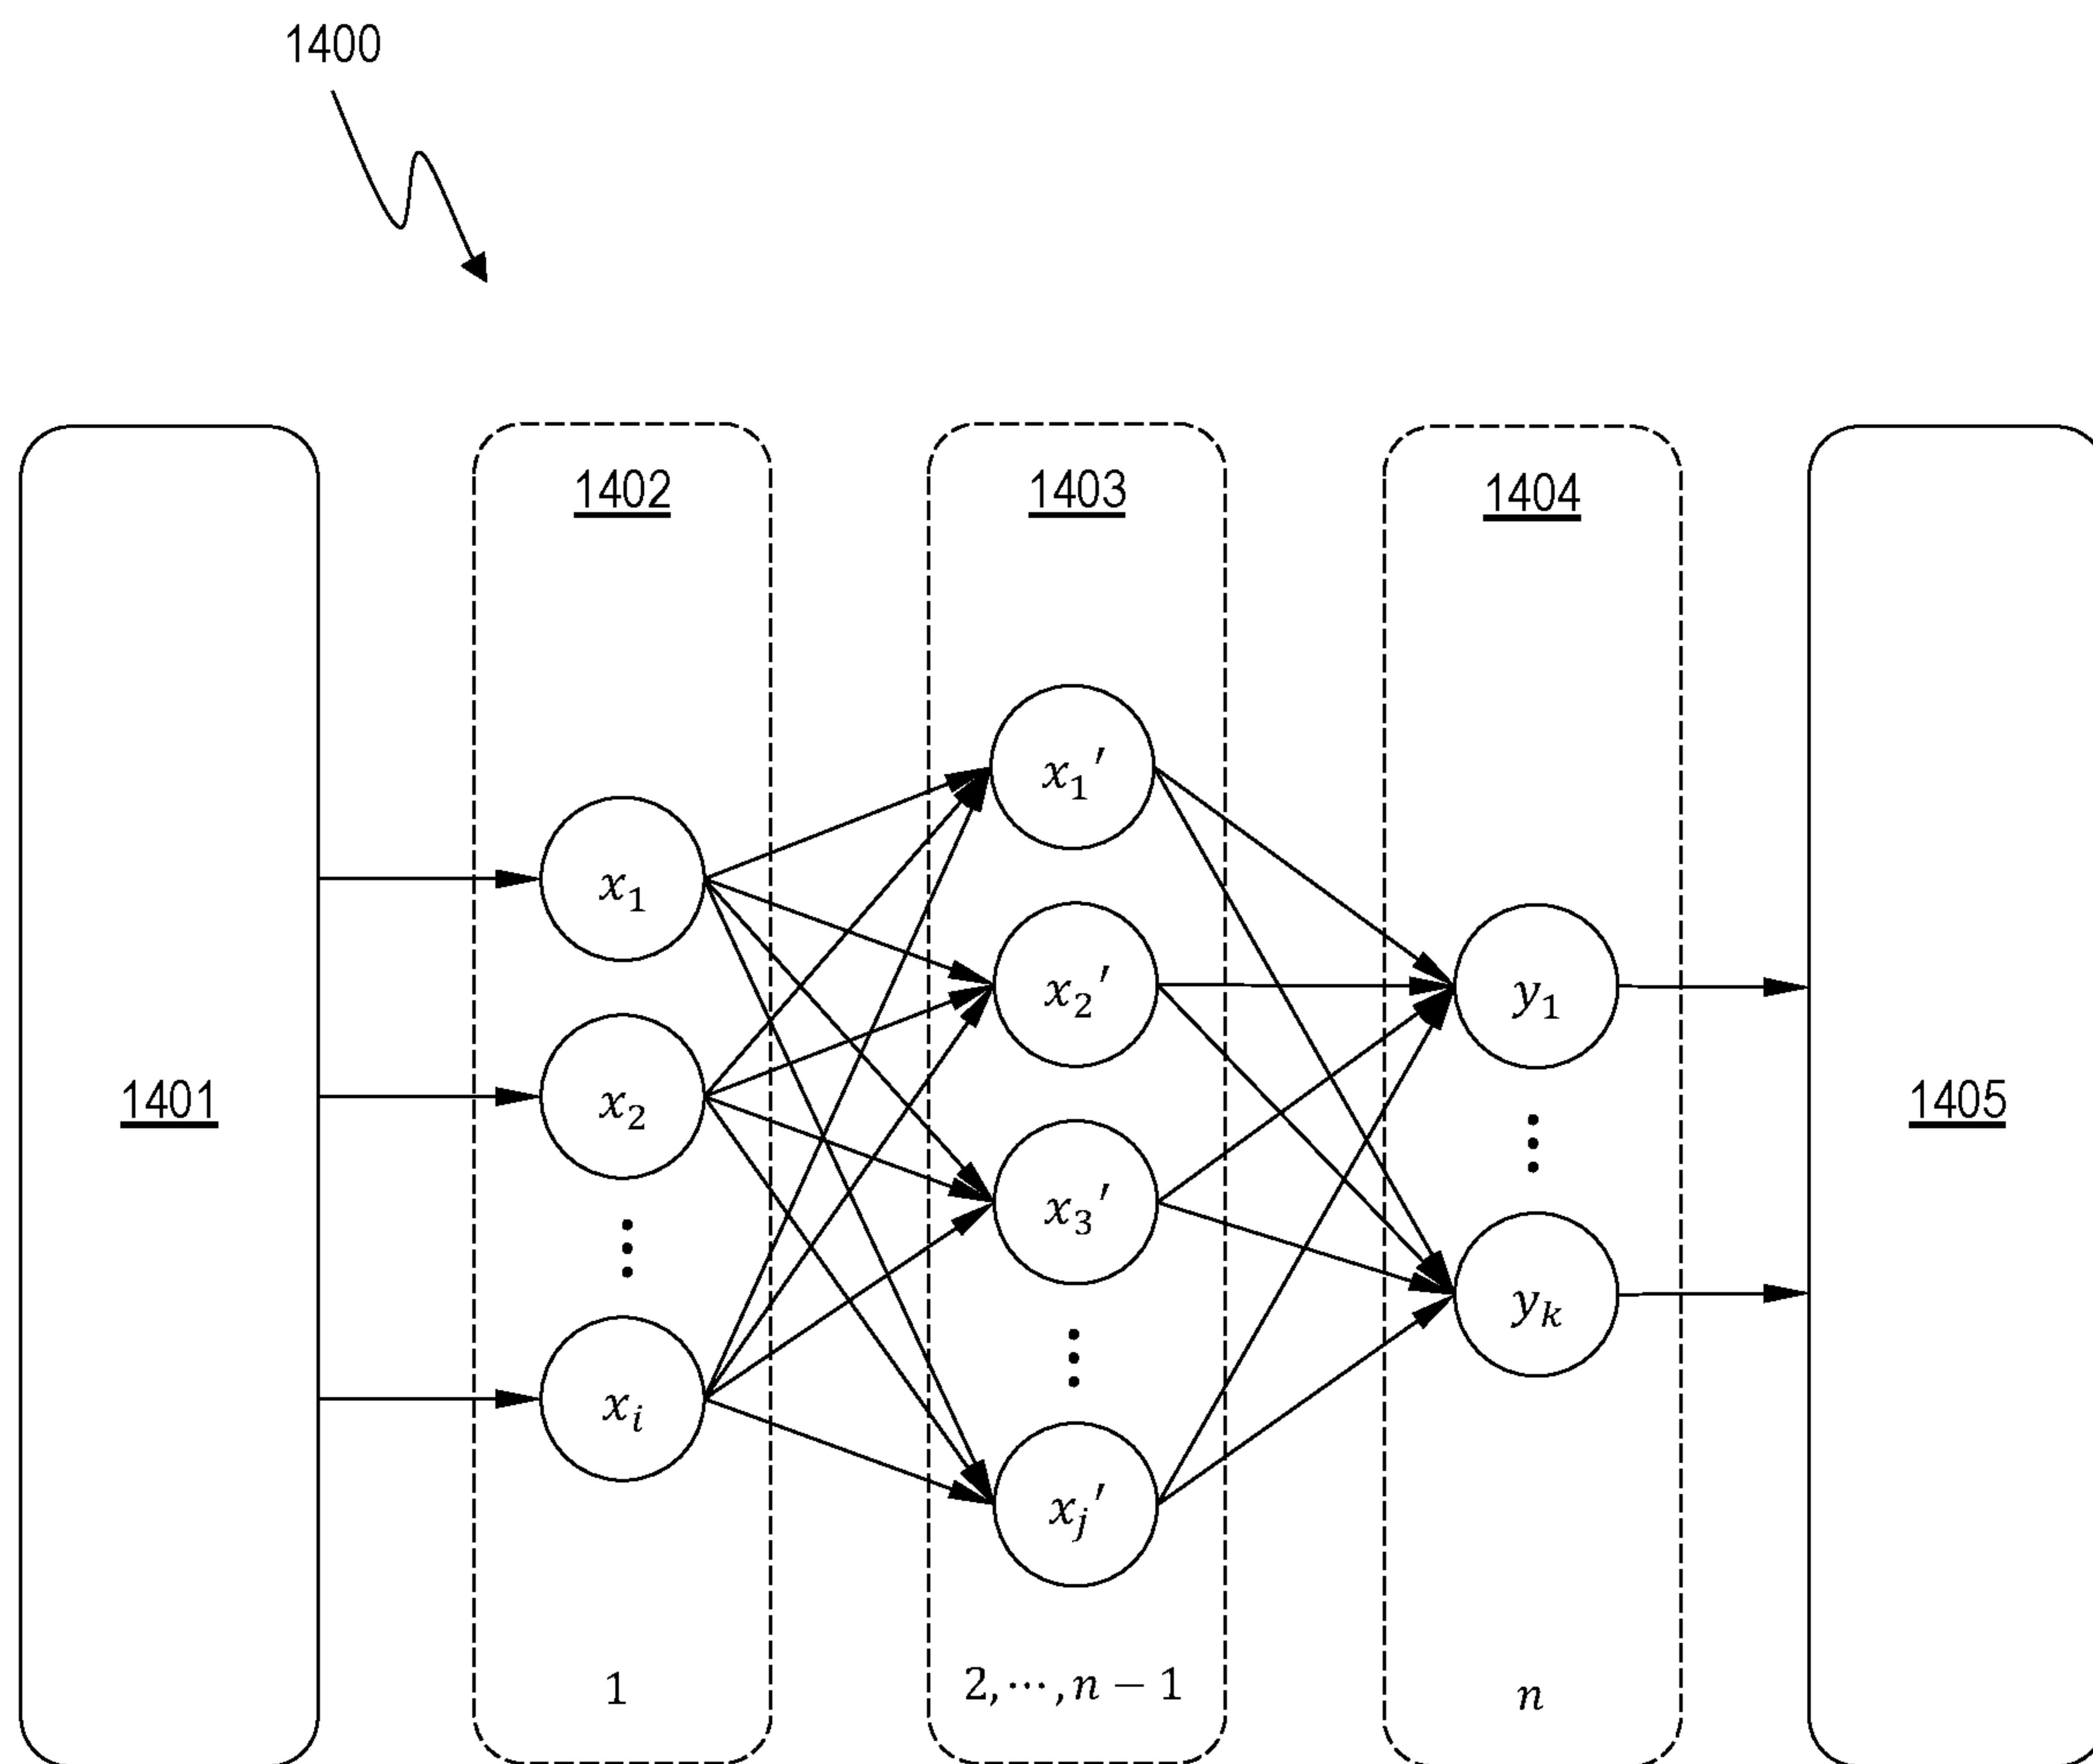 1400
1401
1402
x₁
x₂
⋮
xᵢ
1
1403
x₁′
x₂′
x₃′
⋮
xⱼ′
2,⋯,n − 1
1404
y₁
⋮
yₖ
n
1405